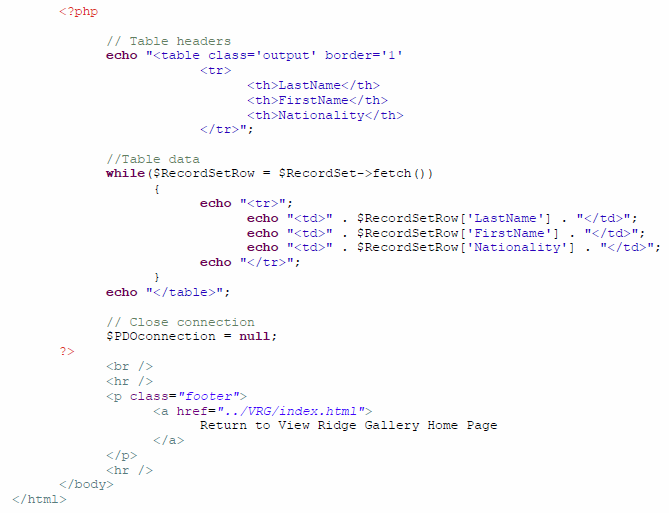 <?php
// Table headers
echo "<table class='output' border='1'
<tr>
<th>LastName</th>
<th>FirstName</th>
<th>Nationality</th>
</tr>";
//Table data
while($RecordSetRow = $RecordSet->fetch())
{
echo "<tr>";
echo "<td>" . $RecordSetRow['LastName'] . "</td>";
echo "<td>" . $RecordSetRow['FirstName'] . "</td>";
echo "<td>" . $RecordSetRow['Nationality'] . "</td>";
echo "</tr>";
}
echo "</table>";
// Close connection
$PDOconnection = null;
?>
<br />
<hr />
<p class="footer">
<a href="../VRG/index.html">
Return to View Ridge Gallery Home Page
</a>
</p>
<hr />
</body>
</html>